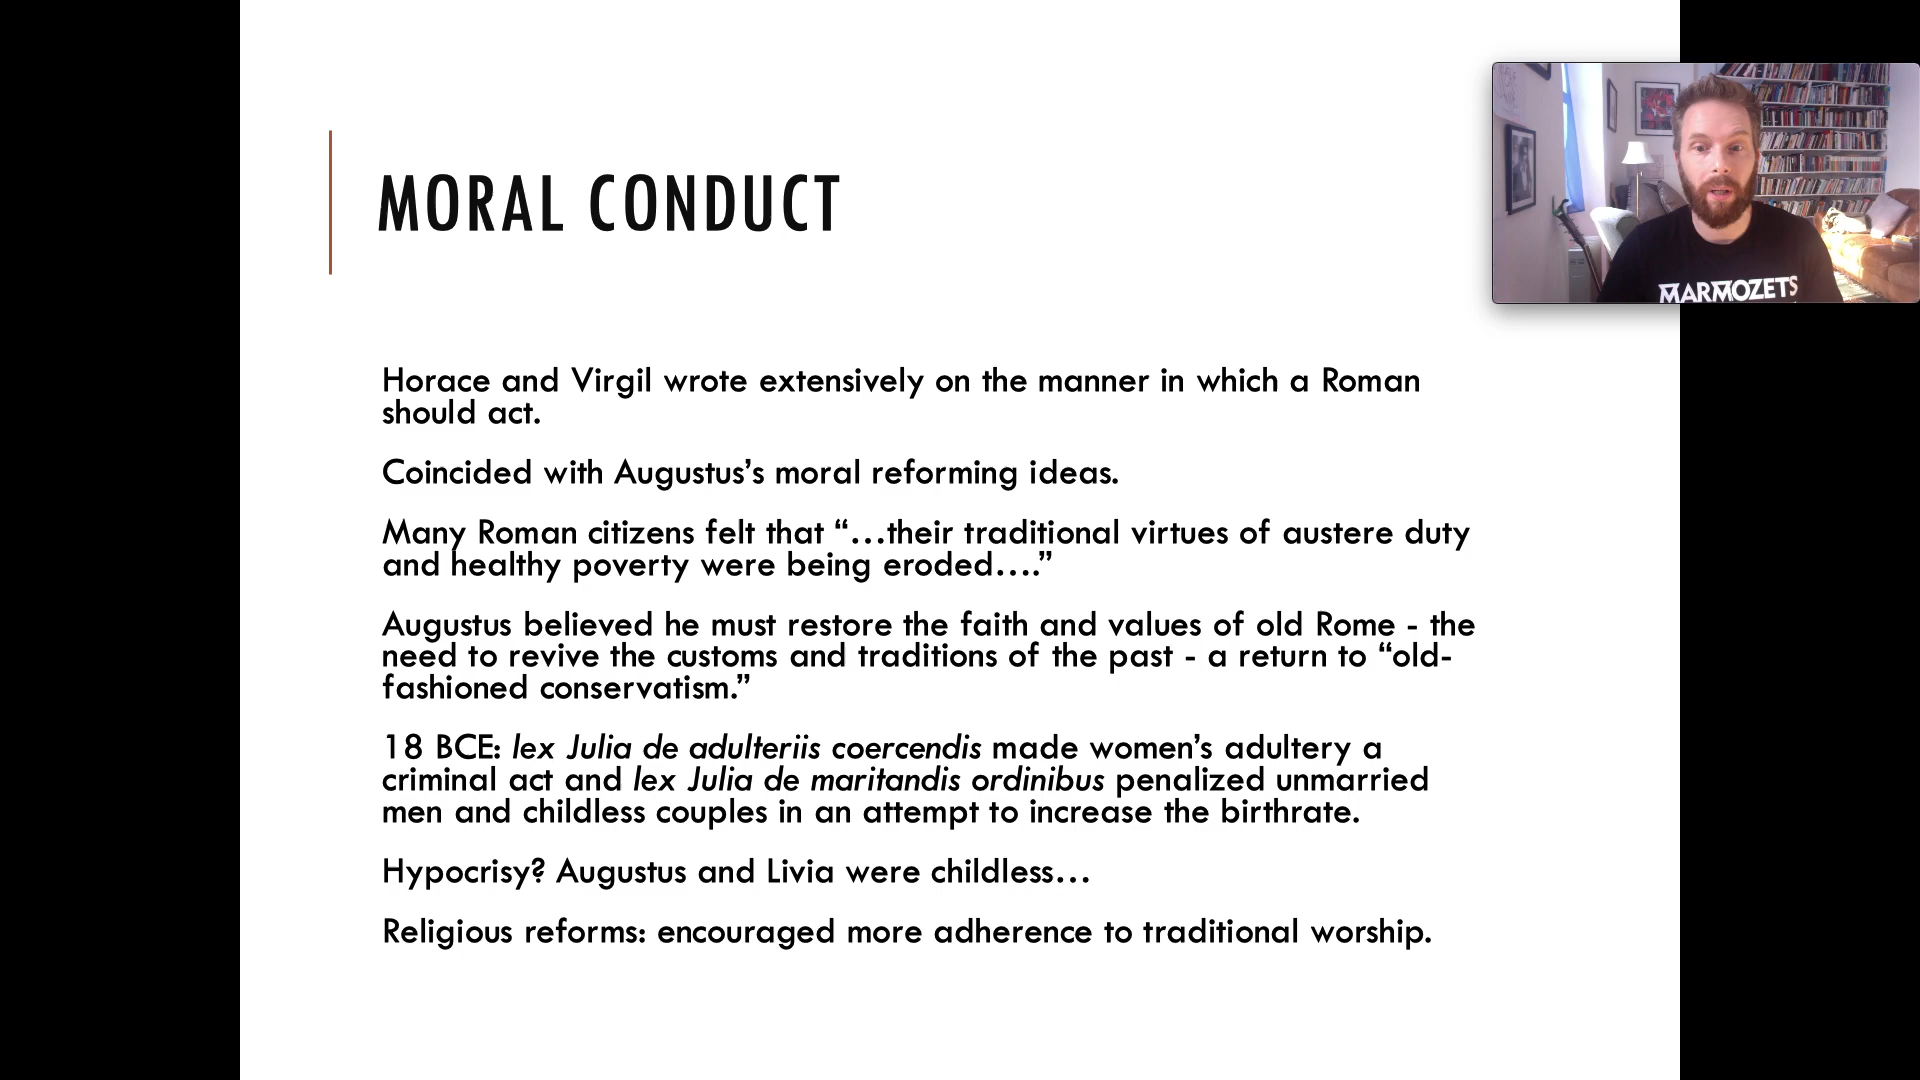 MORAL CONDUCT
Horace and Virgil wrote extensively on the manner in which a Roman
should act.
Coincided with Augustus’s moral reforming ideas.
Many Roman citizens felt that “…their traditional virtues of austere duty
and healthy poverty were being eroded….”
Augustus believed he must restore the faith and values of old Rome - the
need to revive the customs and traditions of the past - a return to “old-
fashioned conservatism.”
18 BCE: lex Julia de adulteriis coercendis made women’s adultery a
criminal act and lex Julia de maritandis ordinibus penalized unmarried
men and childless couples in an attempt to increase the birthrate.
Hypocrisy? Augustus and Livia were childless…
Religious reforms: encouraged more adherence to traditional worship.
MARMOZETS